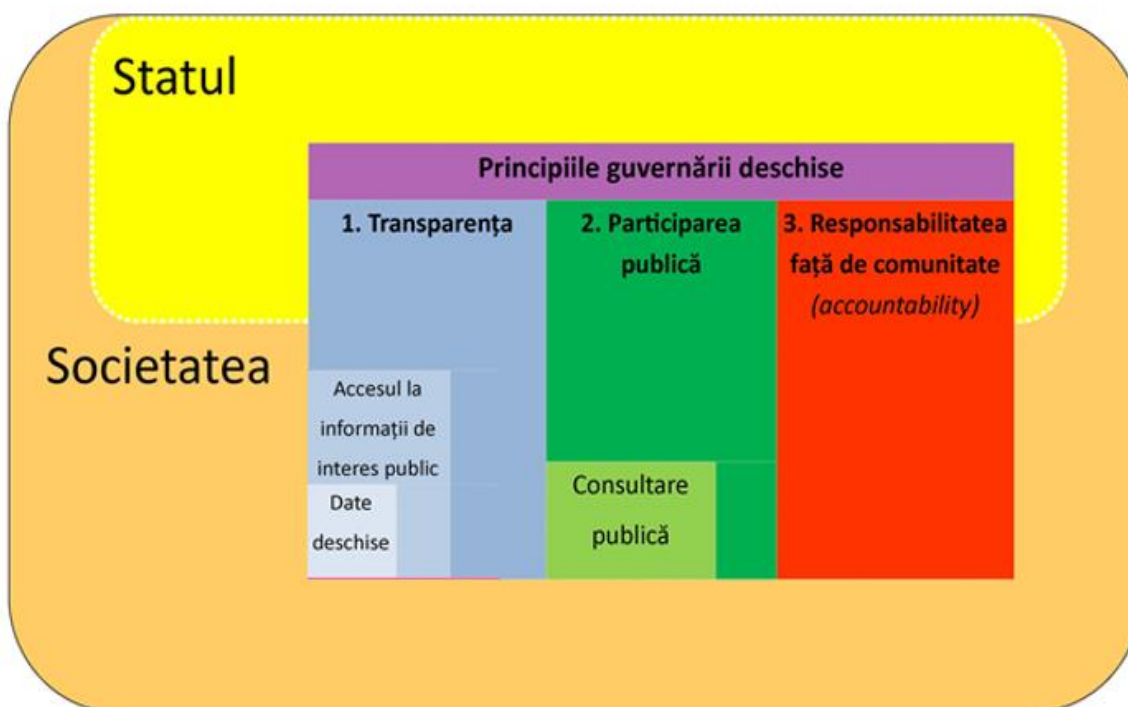 Statul
Principiile guvernării deschise
1. Transparența
2. Participarea
publică
3. Responsabilitatea
față de comunitate
(accountability)
Societatea
Accesul la
informații de
interes public
Date
deschise
Consultare
publică